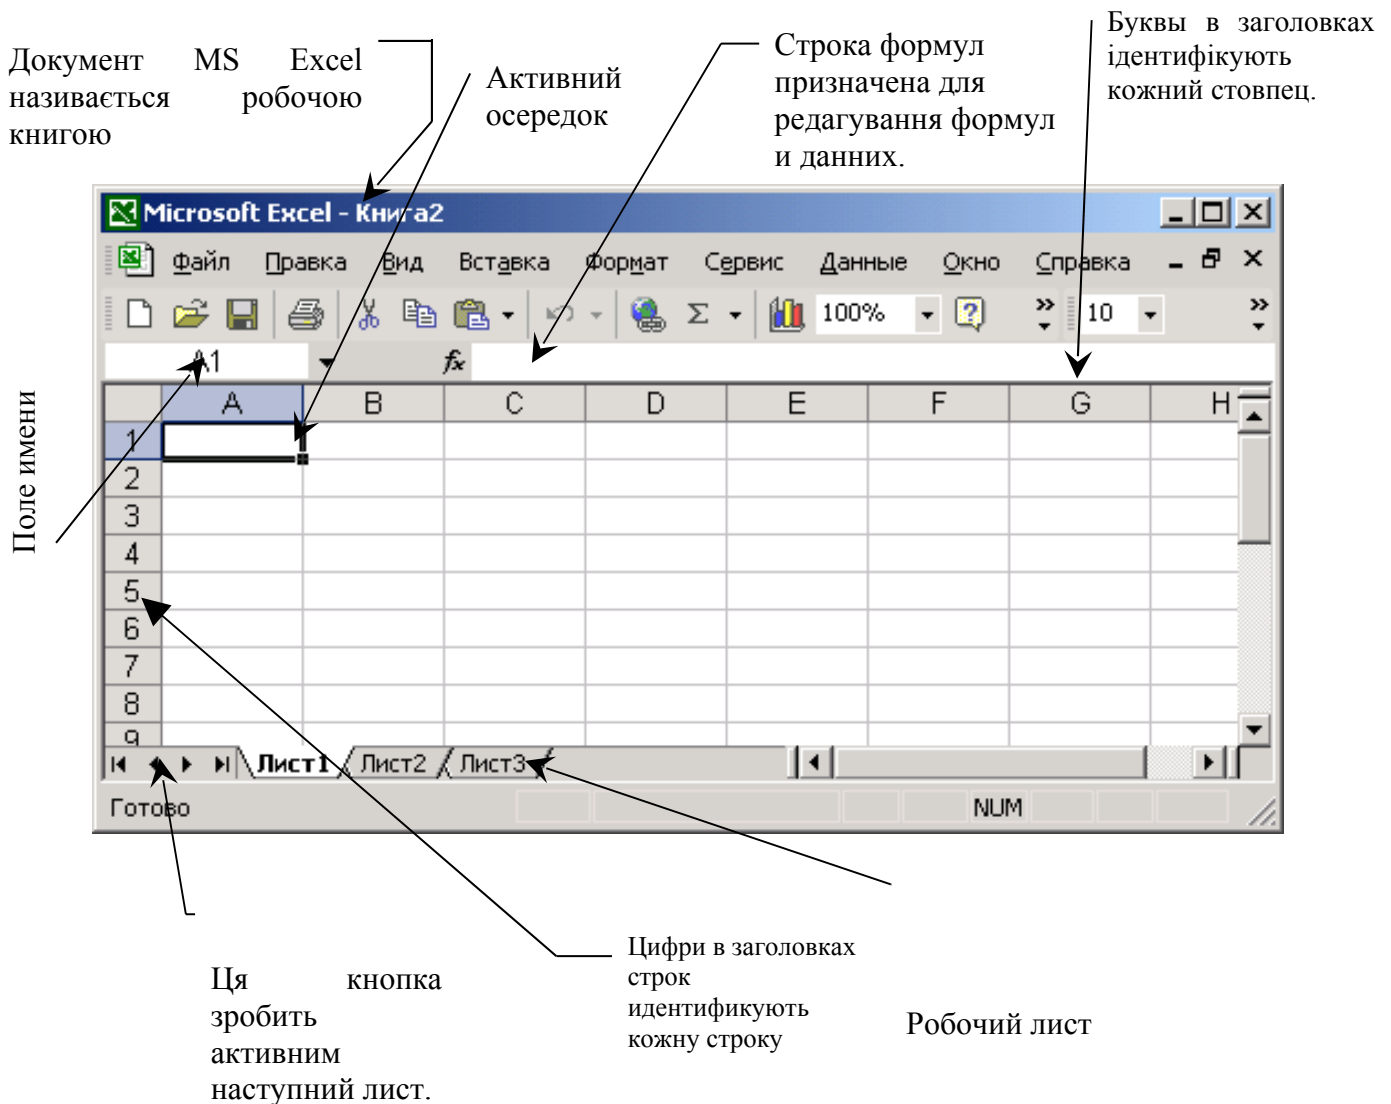 Буквы в заголовках
ідентифікують
кожний стовпец.
Документ MS Excel
називається робочою
книгою
Активний
осередок
Строка формул
призначена для
редагування формул
и данних.
Microsoft Excel - Книга2
Файл Правка Вид Вставка Формат Сервис Данные Окно Справка
Σ 100% 10
A1 fx
Поле имени
A B C D E F G H
1
2
3
4
5
6
7
8
9
Лист1 Лист2 Лист3
Готово NUM
Ця кнопка
зробить
активним
наступний лист.
Цифри в заголовках
строк
идентификують
кожну строку
Робочий лист